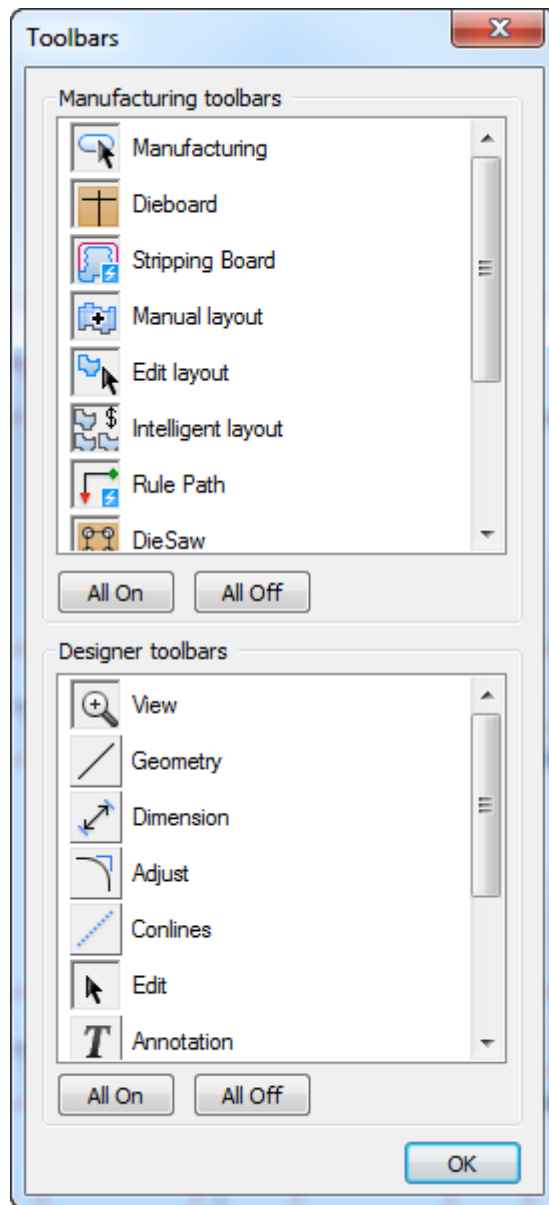 Toolbars
Manufacturing toolbars
Manufacturing
Dieboard
Stripping Board
Manual layout
Edit layout
Intelligent layout
Rule Path
DieSaw
All On All Off
Designer toolbars
View
Geometry
Dimension
Adjust
Conlines
Edit
Annotation
All On All Off
OK